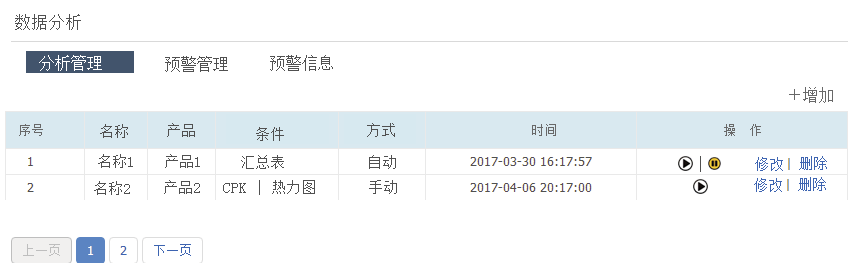 数据分析
分析管理 预警管理 预警信息
＋增加
序号 名称 产品 条件 方式 时间 操 作
1 名称1 产品1 汇总表 自动 2017-03-30 16:17:57 | 修改| 删除
2 名称2 产品2 CPK | 热力图 手动 2017-04-06 20:17:00 修改| 删除
上一页 1 2 下一页